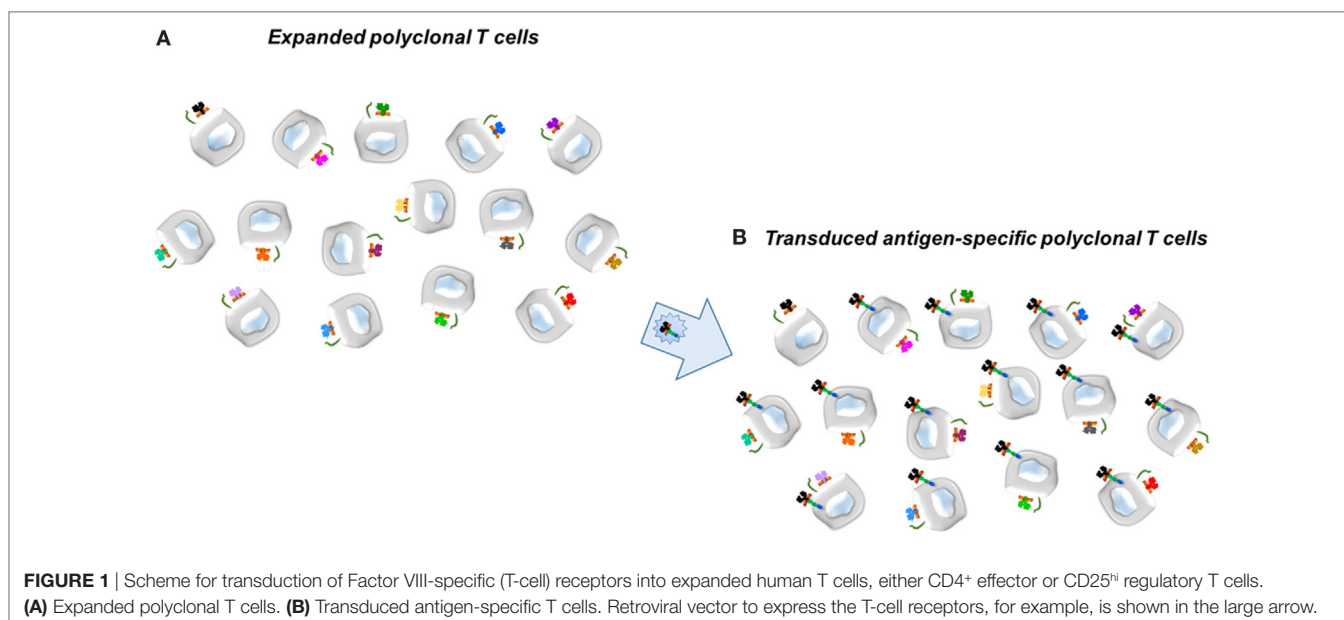 A Expanded polyclonal T cells
B Transduced antigen-specific polyclonal T cells
FIGURE 1 | Scheme for transduction of Factor VIII-specific (T-cell) receptors into expanded human T cells, either CD4⁺ effector or CD25ʰⁱ regulatory T cells.
(A) Expanded polyclonal T cells. (B) Transduced antigen-specific T cells. Retroviral vector to express the T-cell receptors, for example, is shown in the large arrow.